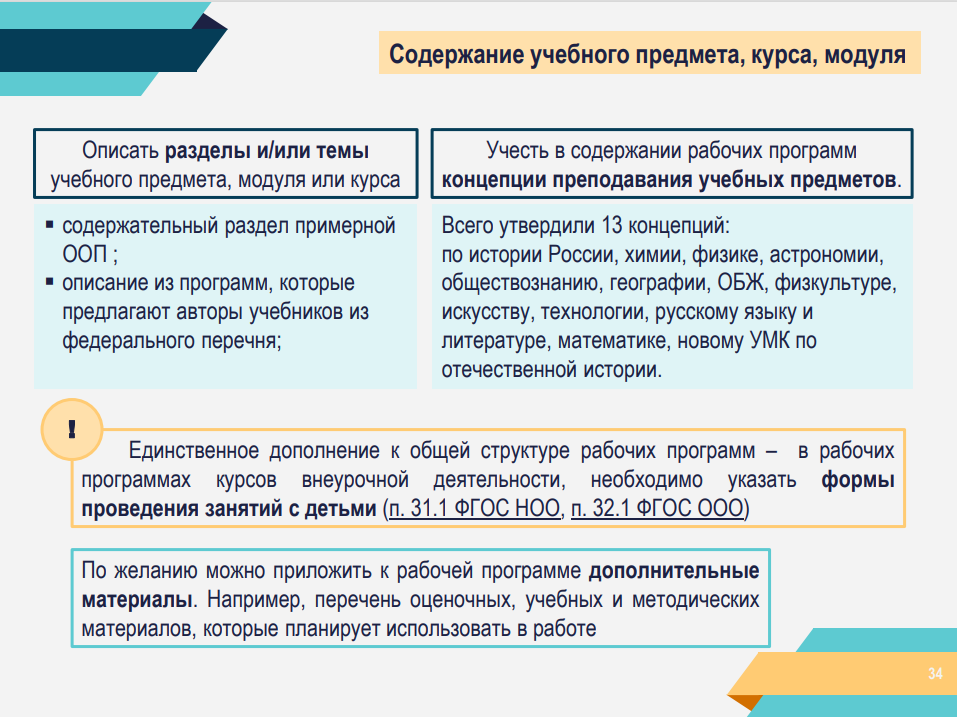 Содержание учебного предмета, курса, модуля
Описать разделы и/или темы
учебного предмета, модуля или курса
▪ содержательный раздел примерной
ООП ;
▪ описание из программ, которые
предлагают авторы учебников из
федерального перечня;
Учесть в содержании рабочих программ
концепции преподавания учебных предметов.
Всего утвердили 13 концепций:
по истории России, химии, физике, астрономии,
обществознанию, географии, ОБЖ, физкультуре,
искусству, технологии, русскому языку и
литературе, математике, новому УМК по
отечественной истории.
!
Единственное дополнение к общей структуре рабочих программ – в рабочих
программах курсов внеурочной деятельности, необходимо указать формы
проведения занятий с детьми (п. 31.1 ФГОС НОО, п. 32.1 ФГОС ООО)
По желанию можно приложить к рабочей программе дополнительные
материалы. Например, перечень оценочных, учебных и методических
материалов, которые планирует использовать в работе
34